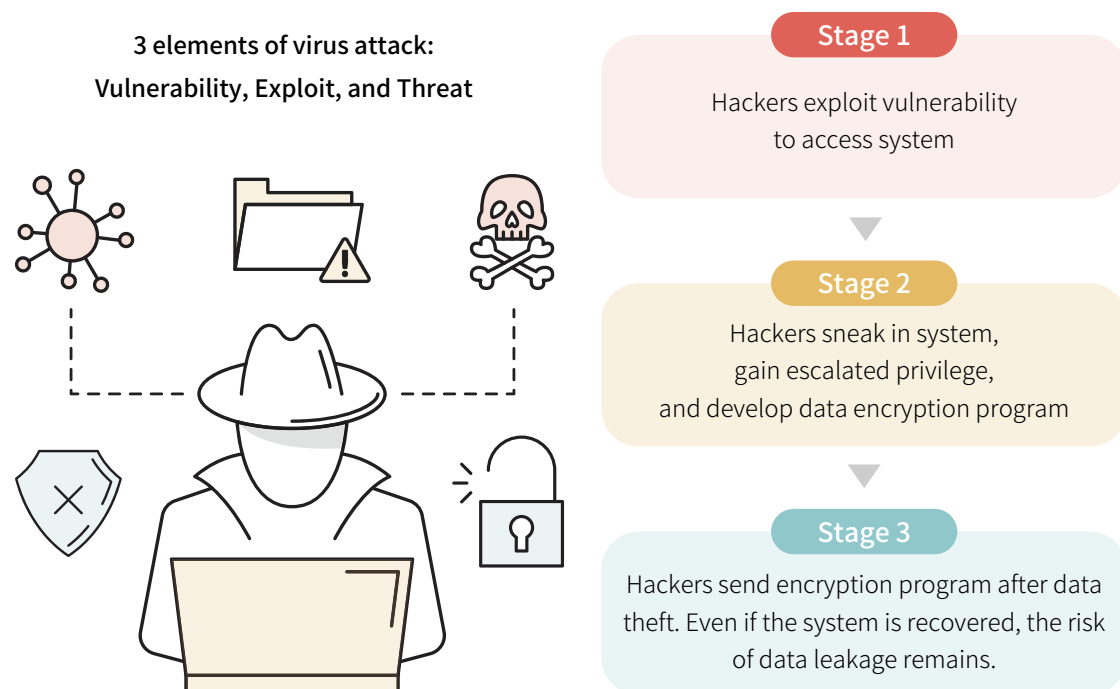 3 elements of virus attack:
Vulnerability, Exploit, and Threat
Stage 1
Hackers exploit vulnerability
to access system
Stage 2
Hackers sneak in system,
gain escalated privilege,
and develop data encryption program
Stage 3
Hackers send encryption program after data
theft. Even if the system is recovered, the risk
of data leakage remains.